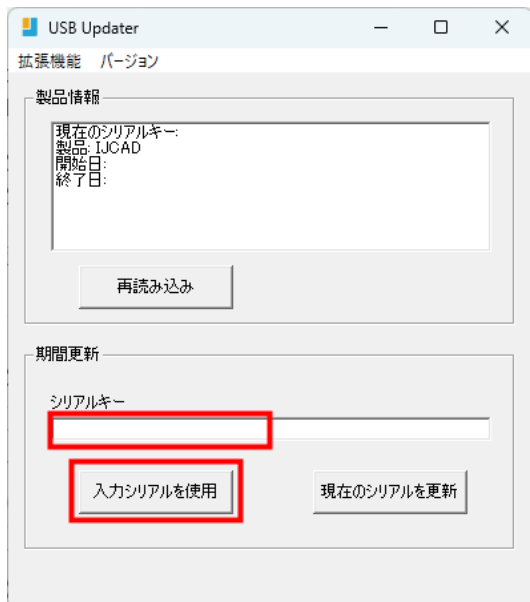 USB Updater
拡張機能 バージョン
製品情報
現在のシリアルキー:
製品: IJCAD
開始日:
終了日:
再読み込み
期間更新
シリアルキー
入力シリアルを使用 現在のシリアルを更新